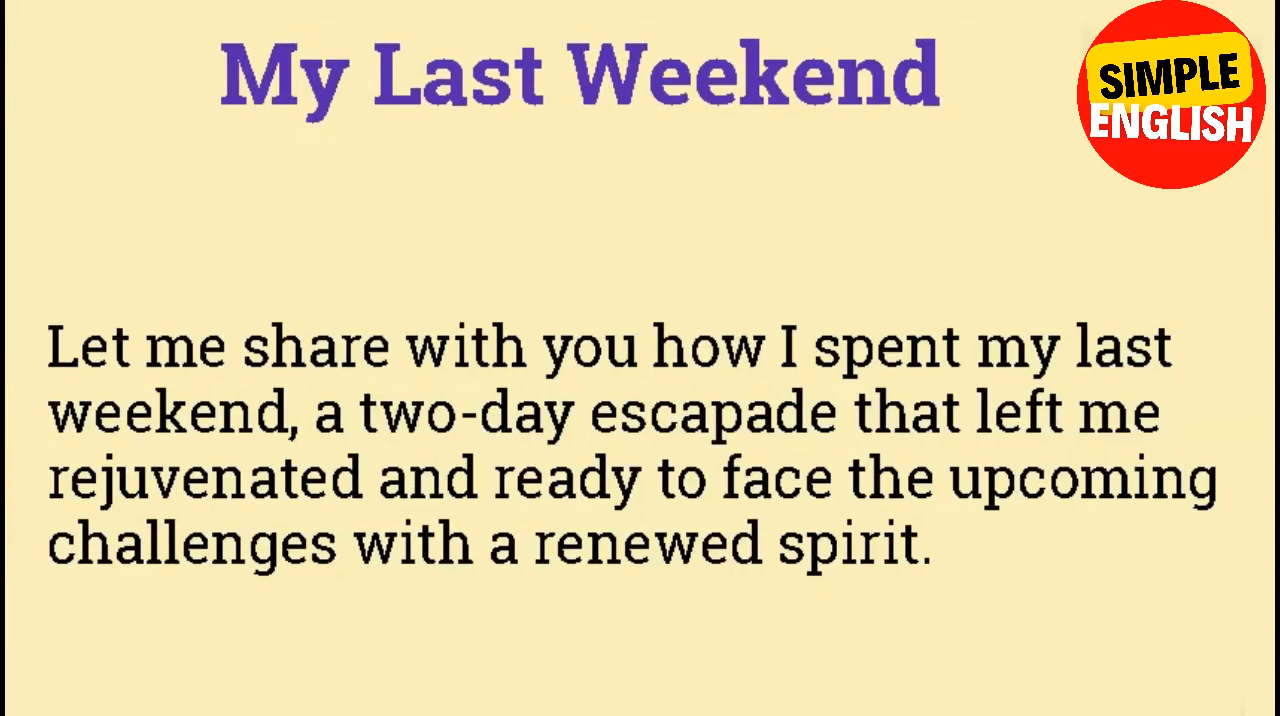 My Last Weekend
SIMPLE
ENGLISH
Let me share with you how I spent my last
weekend, a two-day escapade that left me
rejuvenated and ready to face the upcoming
challenges with a renewed spirit.